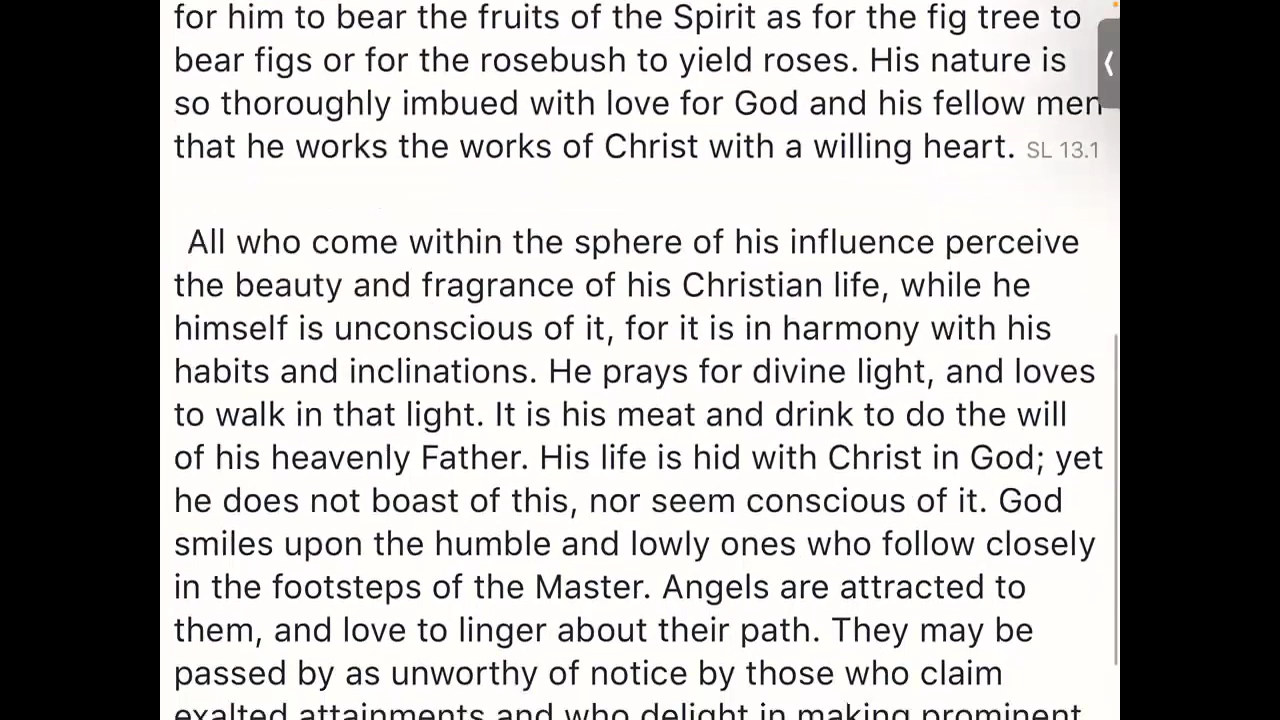 for him to bear the fruits of the Spirit as for the fig tree to
bear figs or for the rosebush to yield roses. His nature is
so thoroughly imbued with love for God and his fellow men
that he works the works of Christ with a willing heart. SL 13.1
All who come within the sphere of his influence perceive
the beauty and fragrance of his Christian life, while he
himself is unconscious of it, for it is in harmony with his
habits and inclinations. He prays for divine light, and loves
to walk in that light. It is his meat and drink to do the will
of his heavenly Father. His life is hid with Christ in God; yet
he does not boast of this, nor seem conscious of it. God
smiles upon the humble and lowly ones who follow closely
in the footsteps of the Master. Angels are attracted to
them, and love to linger about their path. They may be
passed by as unworthy of notice by those who claim
exalted attainments and who delight in making prominent